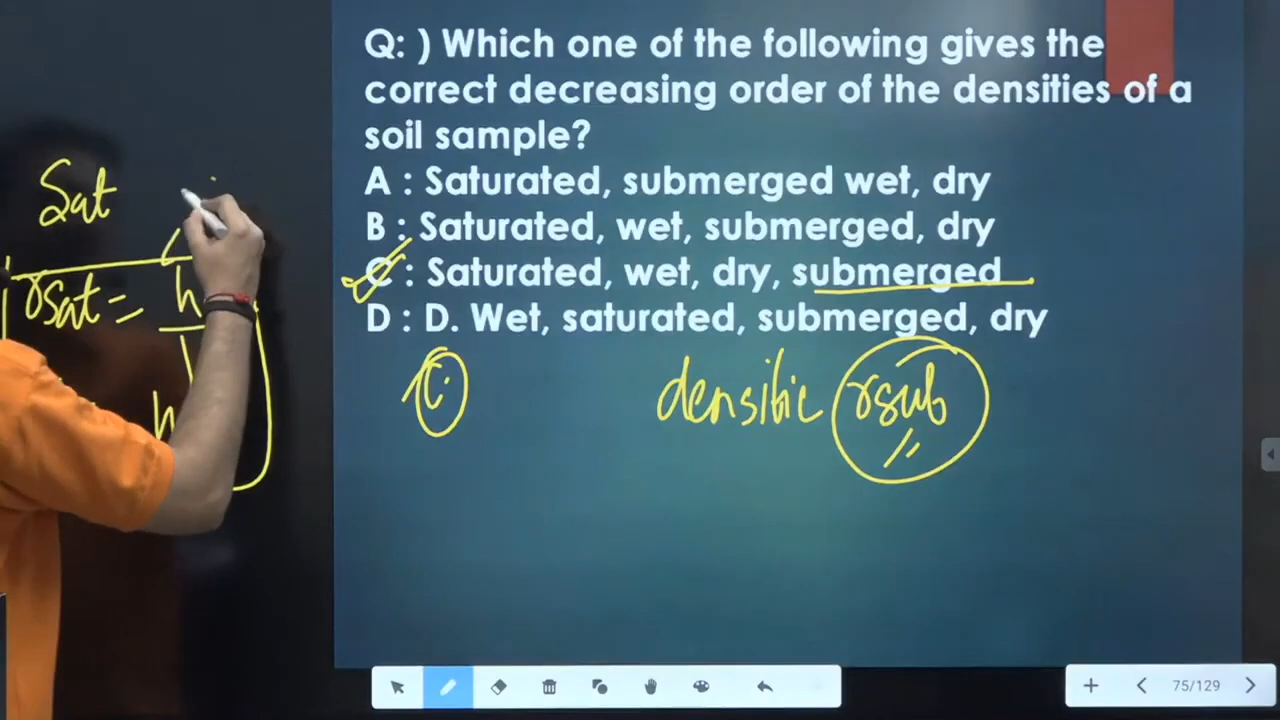 Q: ) Which one of the following gives the
correct decreasing order of the densities of a
soil sample?
A : Saturated, submerged wet, dry
B : Saturated, wet, submerged, dry
C : Saturated, wet, dry, submerged
D : D. Wet, saturated, submerged, dry
Sat
γsat =
densitie γsub
75/129